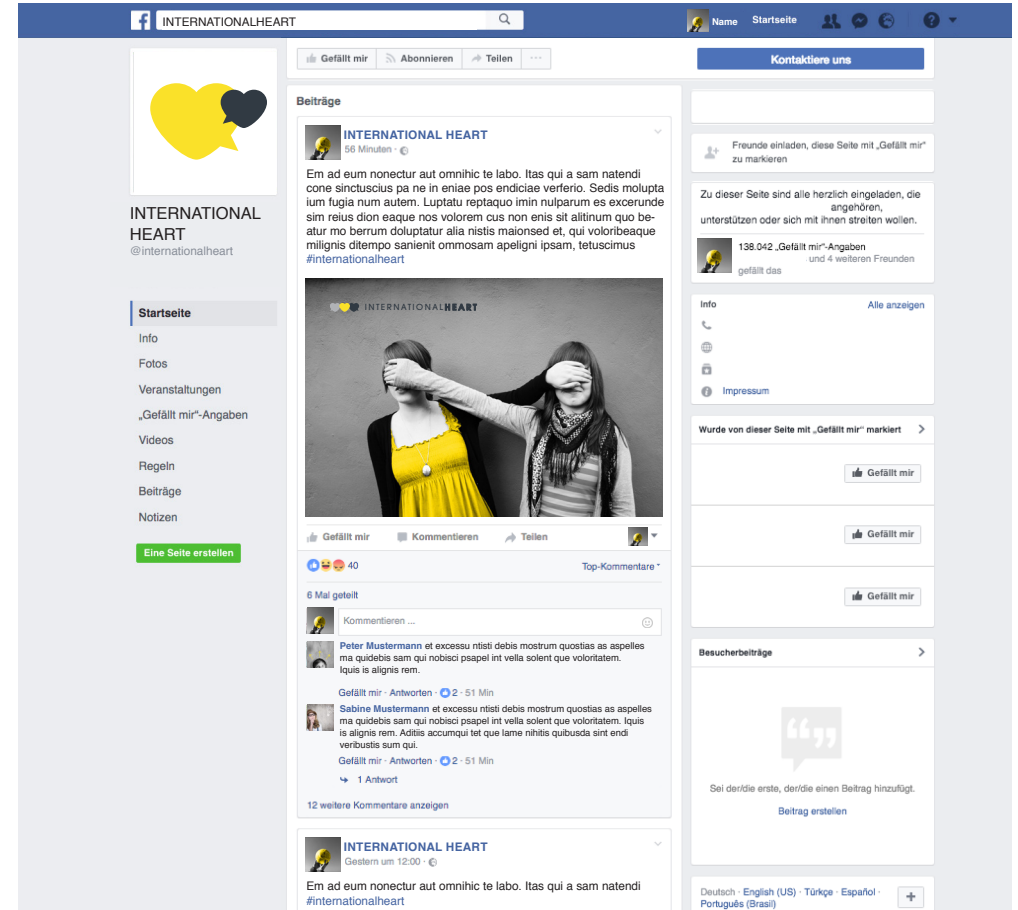 INTERNATIONALHEART
Name Startseite
INTERNATIONAL
HEART
@internationalheart
Startseite
Info
Fotos
Veranstaltungen
„Gefällt mir“-Angaben
Videos
Regeln
Beiträge
Notizen
Eine Seite erstellen
Gefällt mir Abonnieren Teilen
Beiträge
INTERNATIONAL HEART
56 Minuten ·
Em ad eum nonectur aut omnihic te labo. Itas qui a sam natendi
cone sinctuscius pa ne in eniae pos endiciae verferio. Sedis molupta
ium fugia num autem. Luptatu reptaquo imin nulparum es excerunde
sim reius dion eaque nos volorem cus non enis sit alitinum quo be-
atur mo berrum doluptatur alia nistis maionsed et, qui voloribeaque
milignis ditempo sanienit ommosam apeligni ipsam, tetuscimus
#internationalheart
INTERNATIONALHEART
Gefällt mir Kommentieren Teilen
40 Top-Kommentare
6 Mal geteilt
Kommentieren ...
Peter Mustermann et excessu ntisti debis mostrum quostias as aspelles
ma quidebis sam qui nobisci psapel int vella solent que voloritatem.
Iquis is alignis rem.
Gefällt mir · Antworten · 2 · 51 Min
Sabine Mustermann et excessu ntisti debis mostrum quostias as aspelles
ma quidebis sam qui nobisci psapel int vella solent que voloritatem. Iquis
is alignis rem. Aditiis accumqui tet que lame nihitis quibusda sint endi
veribustis sum qui.
Gefällt mir · Antworten · 2 · 51 Min
1 Antwort
12 weitere Kommentare anzeigen
INTERNATIONAL HEART
Gestern um 12:00 ·
Em ad eum nonectur aut omnihic te labo. Itas qui a sam natendi
#internationalheart
Kontaktiere uns
Freunde einladen, diese Seite mit „Gefällt mir“
zu markieren
Zu dieser Seite sind alle herzlich eingeladen, die
angehören,
unterstützen oder sich mit ihnen streiten wollen.
138.042 „Gefällt mir“-Angaben
und 4 weiteren Freunden
gefällt das
Info Alle anzeigen
Impressum
Wurde von dieser Seite mit „Gefällt mir“ markiert
Gefällt mir
Gefällt mir
Gefällt mir
Besucherbeiträge
Sei der/die erste, der/die einen Beitrag hinzufügt.
Beitrag erstellen
Deutsch · English (US) · Türkçe · Español ·
Português (Brasil)